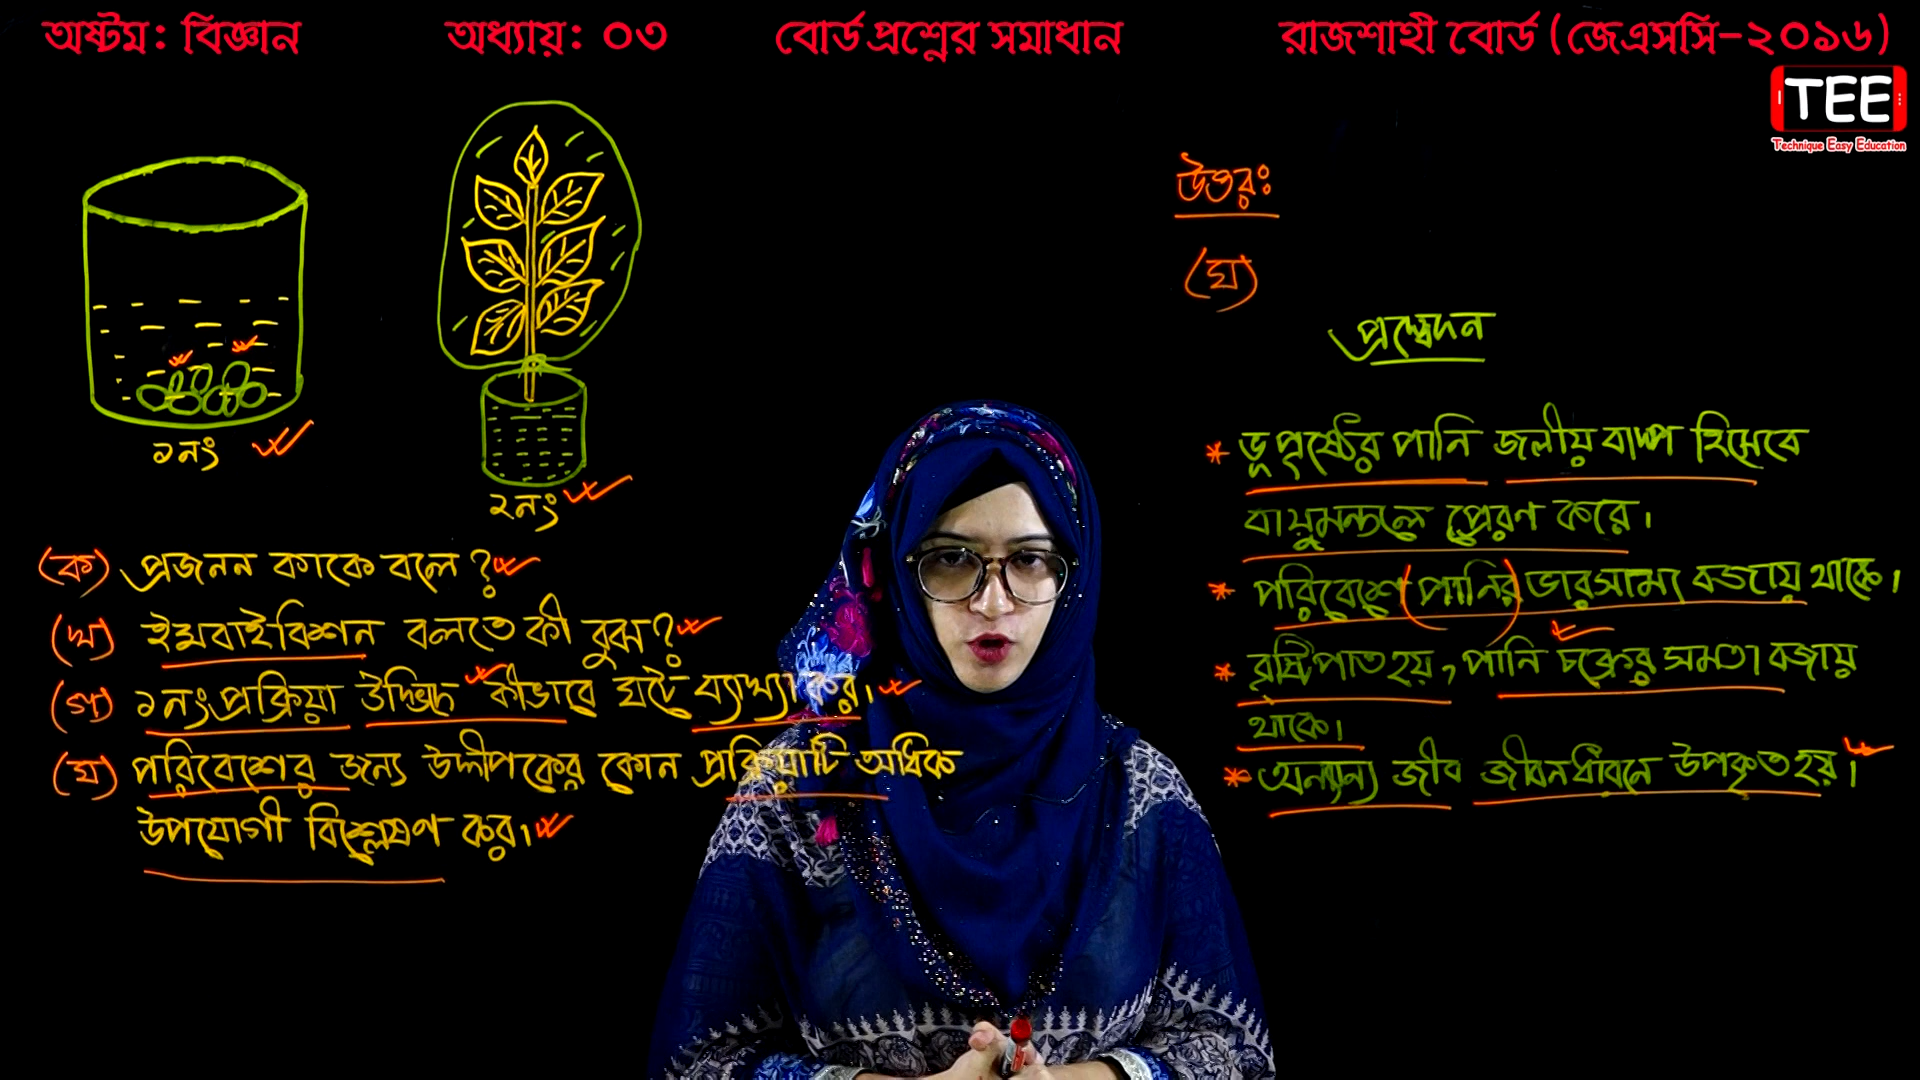 অষ্টম: বিজ্ঞান
অধ্যায়: ০৩
বোর্ড প্রশ্নের সমাধান
রাজশাহী বোর্ড (জেএসসি-২০১৬)
TEE
Technique Easy Education
১নং
২নং
(ক) প্রজনন কাকে বলে ?
(খ) ইমবাইবিশন বলতে কী বুঝ?
(গ) ১নং প্রক্রিয়া উদ্ভিদে কীভাবে ঘটে ব্যাখ্যা কর।
(ঘ) পরিবেশের জন্য উদ্দীপকের কোন প্রক্রিয়াটি অধিক
উপযোগী বিশ্লেষণ কর।
উত্তর:
(ঘ)
প্রস্বেদন
* ভূপৃষ্ঠের পানি জলীয় বাষ্প হিসেবে
বায়ুমন্ডলে প্রেরণ করে।
* পরিবেশে (পানির) ভারসাম্য বজায় থাকে।
* বৃষ্টিপাত হয়, পানি চক্রের সমতা বজায়
থাকে।
* অন্যান্য জীব জীবনধারনে উপকৃত হয়।